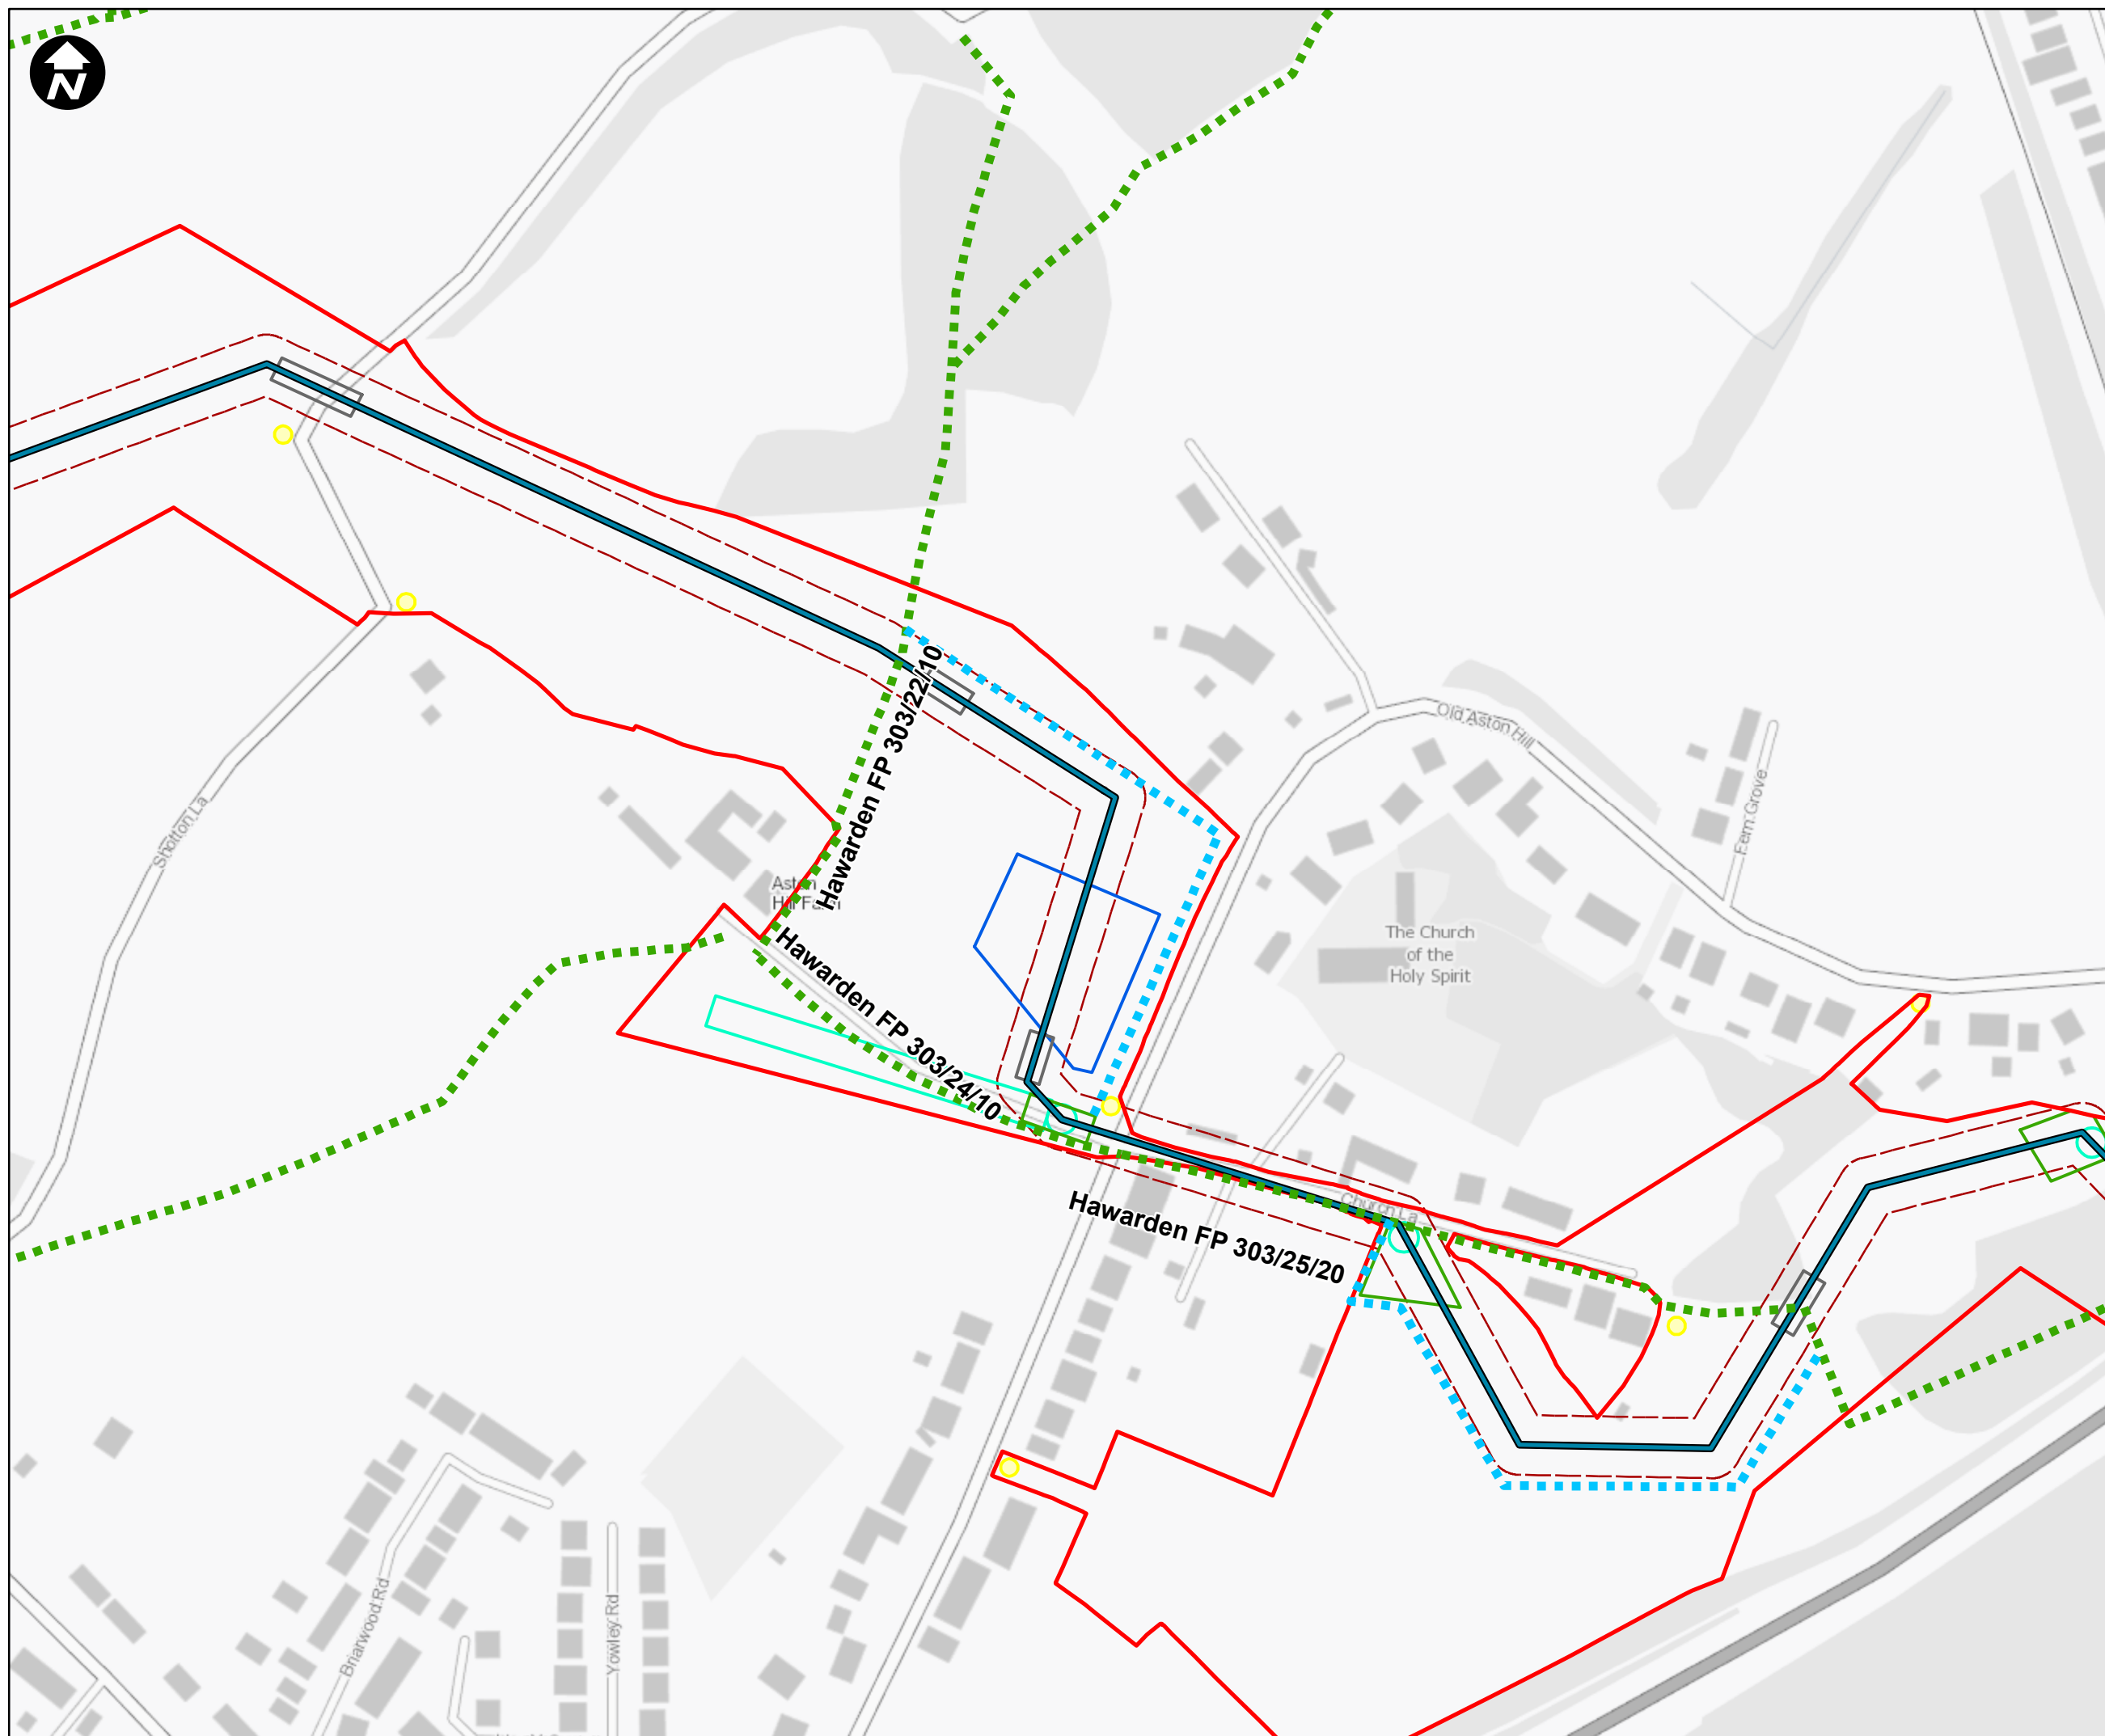 N
Hawarden FP 303/22/10
Old Aston Hill
Fern Grove
Shotton La
Aston
Hill Farm
The Church
of the
Holy Spirit
Hawarden FP 303/24/10
Church La
Hawarden FP 303/25/20
Briarwood Rd
Yowley Rd